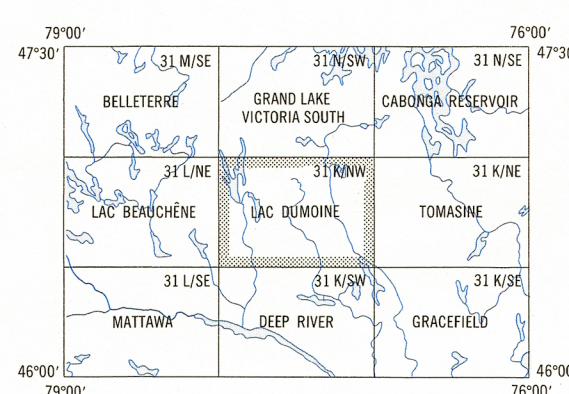 79°00' 76°00'
47°30' 47°30'
31 M/SE 31 N/SW 31 N/SE
BELLETERRE GRAND LAKE VICTORIA SOUTH CABONGA RESERVOIR
31 L/NE 31 K/NW 31 K/NE
LAC BEAUCHÊNE LAC DUMOINE TOMASINE
31 L/SE 31 K/SW 31 K/SE
MATTAWA DEEP RIVER GRACEFIELD
46°00' 46°00'
79°00' 76°00'